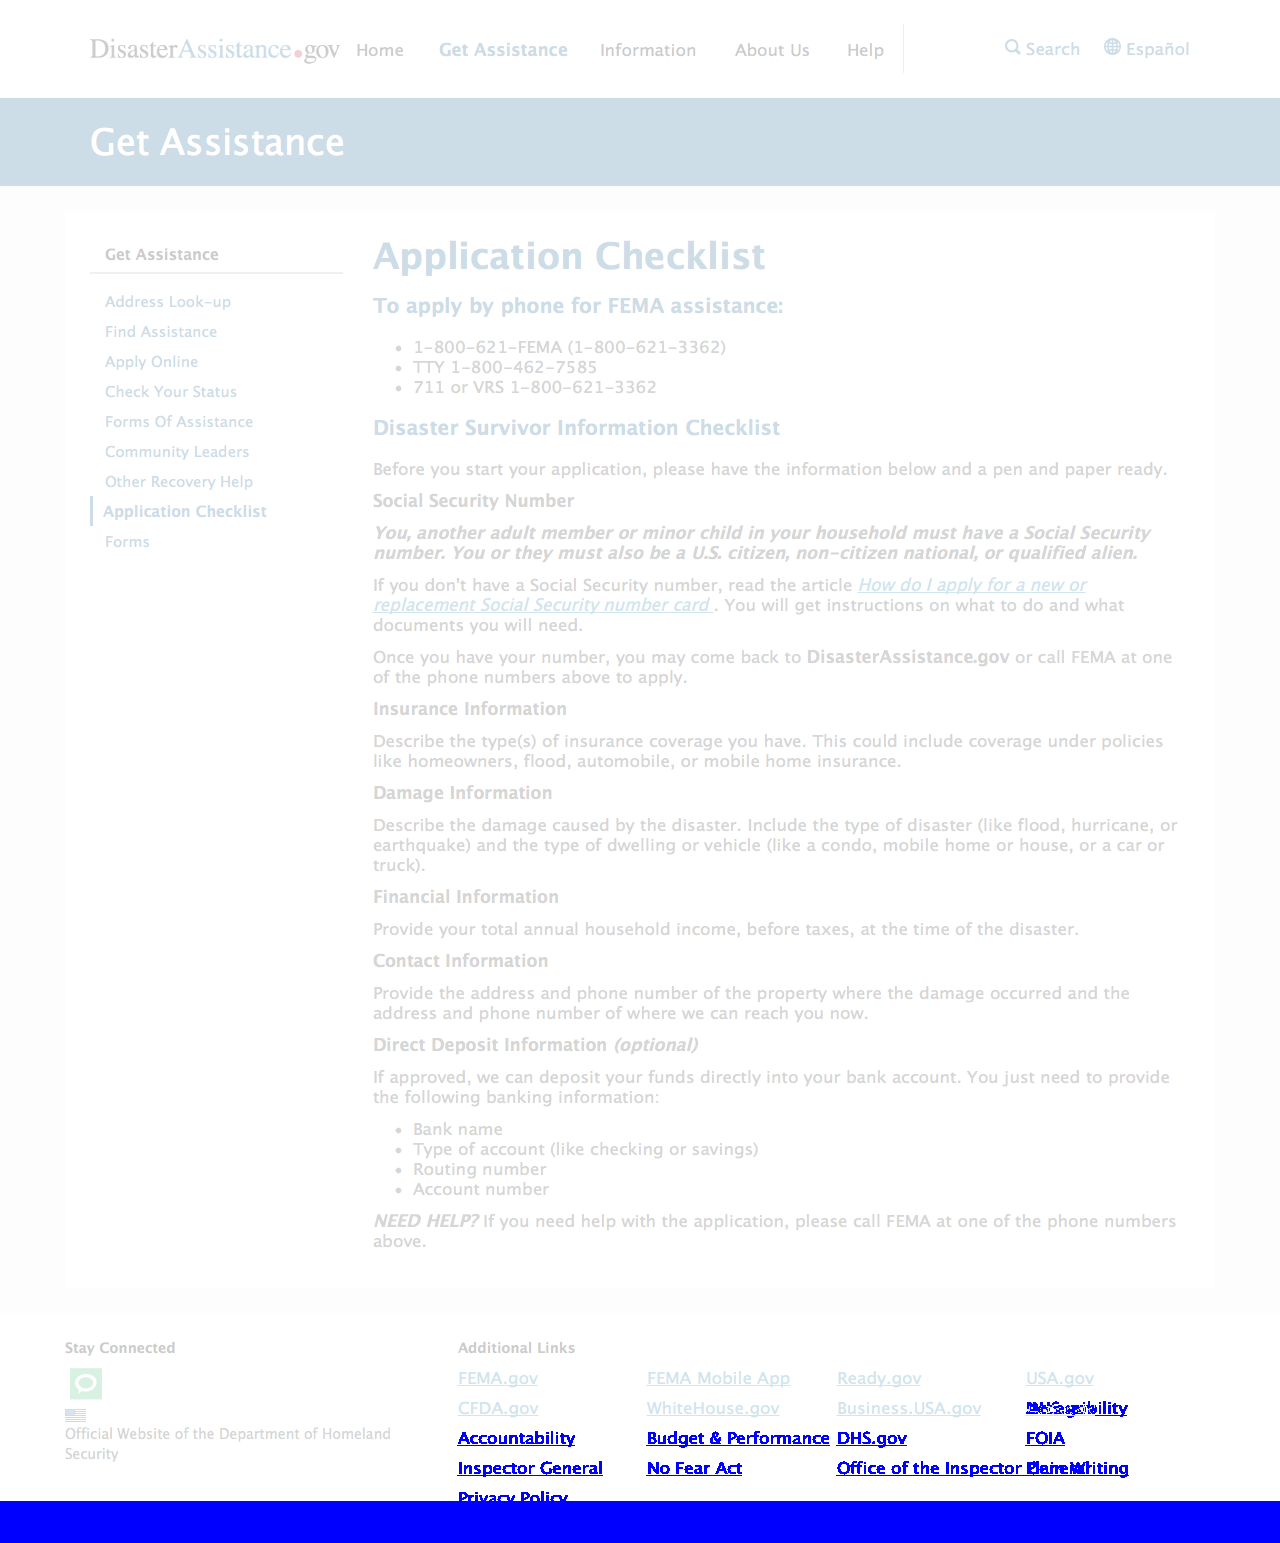 DisasterAssistance.gov Home Get Assistance Information About Us Help Search Español
Get Assistance
Get Assistance
Address Look-up
Find Assistance
Apply Online
Check Your Status
Forms Of Assistance
Community Leaders
Other Recovery Help
Application Checklist
Forms
Application Checklist
To apply by phone for FEMA assistance:
• 1-800-621-FEMA (1-800-621-3362)
• TTY 1-800-462-7585
• 711 or VRS 1-800-621-3362
Disaster Survivor Information Checklist
Before you start your application, please have the information below and a pen and paper ready.
Social Security Number
You, another adult member or minor child in your household must have a Social Security
number. You or they must also be a U.S. citizen, non-citizen national, or qualified alien.
If you don't have a Social Security number, read the article How do I apply for a new or
replacement Social Security number card . You will get instructions on what to do and what
documents you will need.
Once you have your number, you may come back to DisasterAssistance.gov or call FEMA at one
of the phone numbers above to apply.
Insurance Information
Describe the type(s) of insurance coverage you have. This could include coverage under policies
like homeowners, flood, automobile, or mobile home insurance.
Damage Information
Describe the damage caused by the disaster. Include the type of disaster (like flood, hurricane, or
earthquake) and the type of dwelling or vehicle (like a condo, mobile home or house, or a car or
truck).
Financial Information
Provide your total annual household income, before taxes, at the time of the disaster.
Contact Information
Provide the address and phone number of the property where the damage occurred and the
address and phone number of where we can reach you now.
Direct Deposit Information (optional)
If approved, we can deposit your funds directly into your bank account. You just need to provide
the following banking information:
• Bank name
• Type of account (like checking or savings)
• Routing number
• Account number
NEED HELP? If you need help with the application, please call FEMA at one of the phone numbers
above.
Stay Connected
Official Website of the Department of Homeland
Security
Additional Links
FEMA.gov FEMA Mobile App Ready.gov USA.gov
CFDA.gov WhiteHouse.gov Business.USA.gov
Accountability Budget & Performance DHS.gov FOIA
Inspector General No Fear Act Office of the Inspector General Plain Writing
Privacy Policy